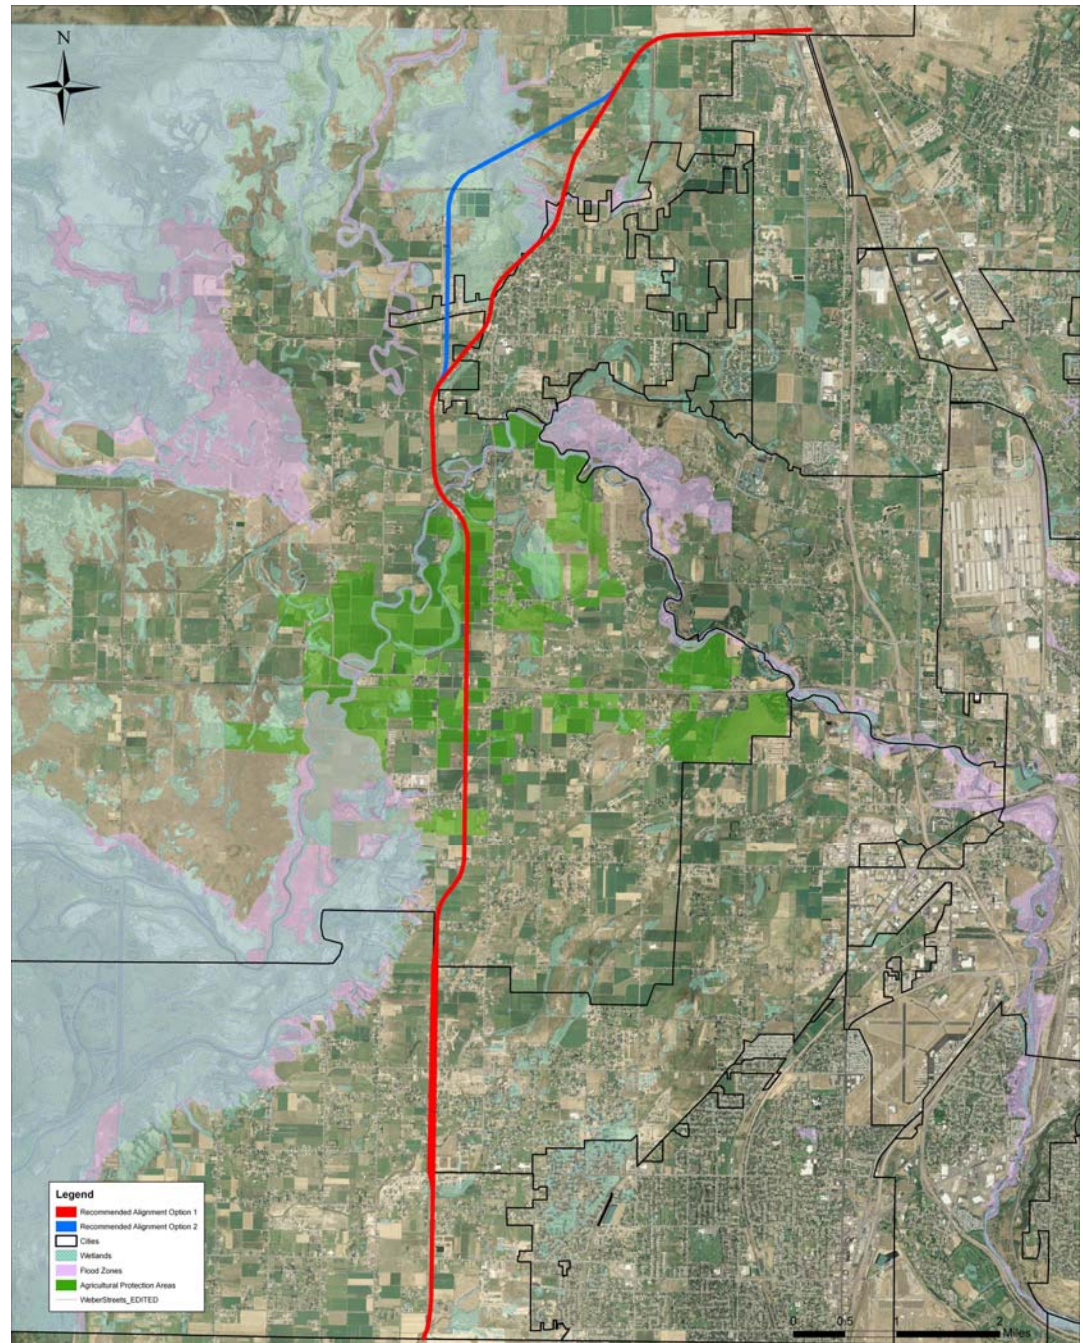 N
Legend
Recommended Alignment Option 1
Recommended Alignment Option 2
Cities
Wetlands
Flood Zones
Agricultural Protection Areas
WeberStreets_EDITED
0 0.5 1 2
Miles